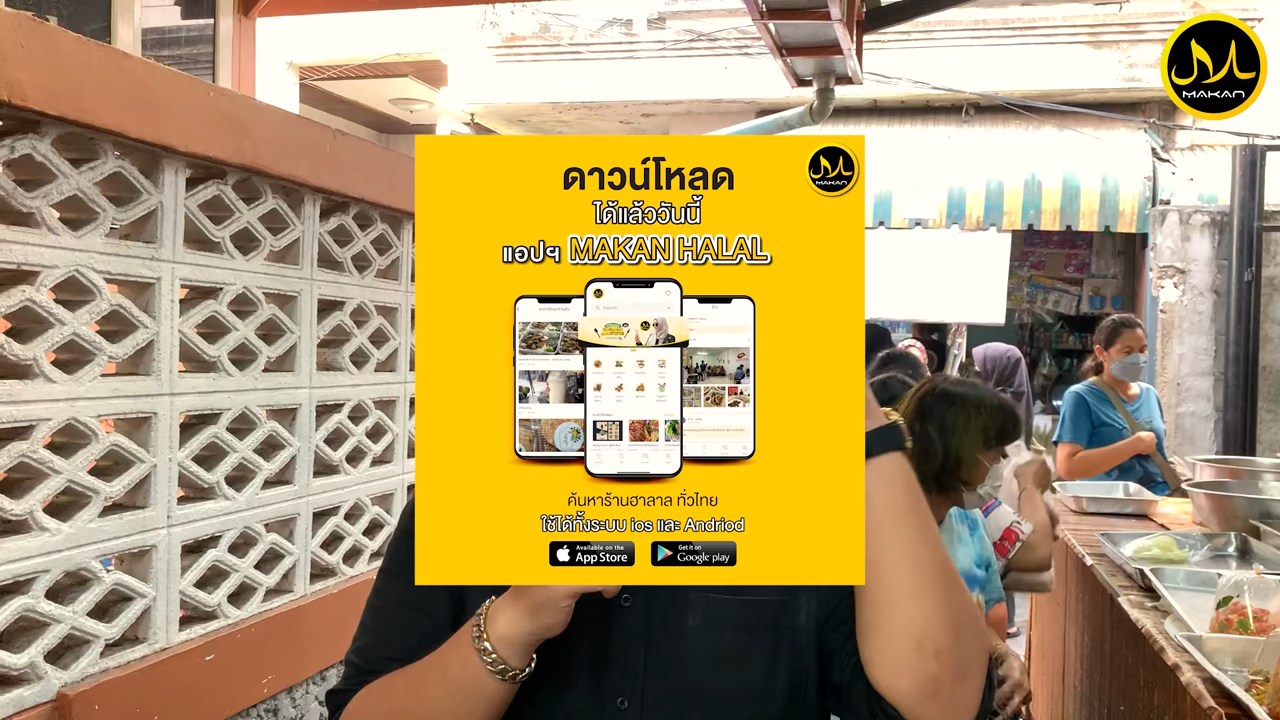 MAKAN
ดาวน์โหลด
MAKAN
ได้แล้ววันนี้
แอปฯ MAKAN HALAL
ค้นหาร้านฮาลาล ทั่วไทย
ใช้ได้ทั้งระบบ ios และ Andriod
Available on the
App Store
Get It on
Google play